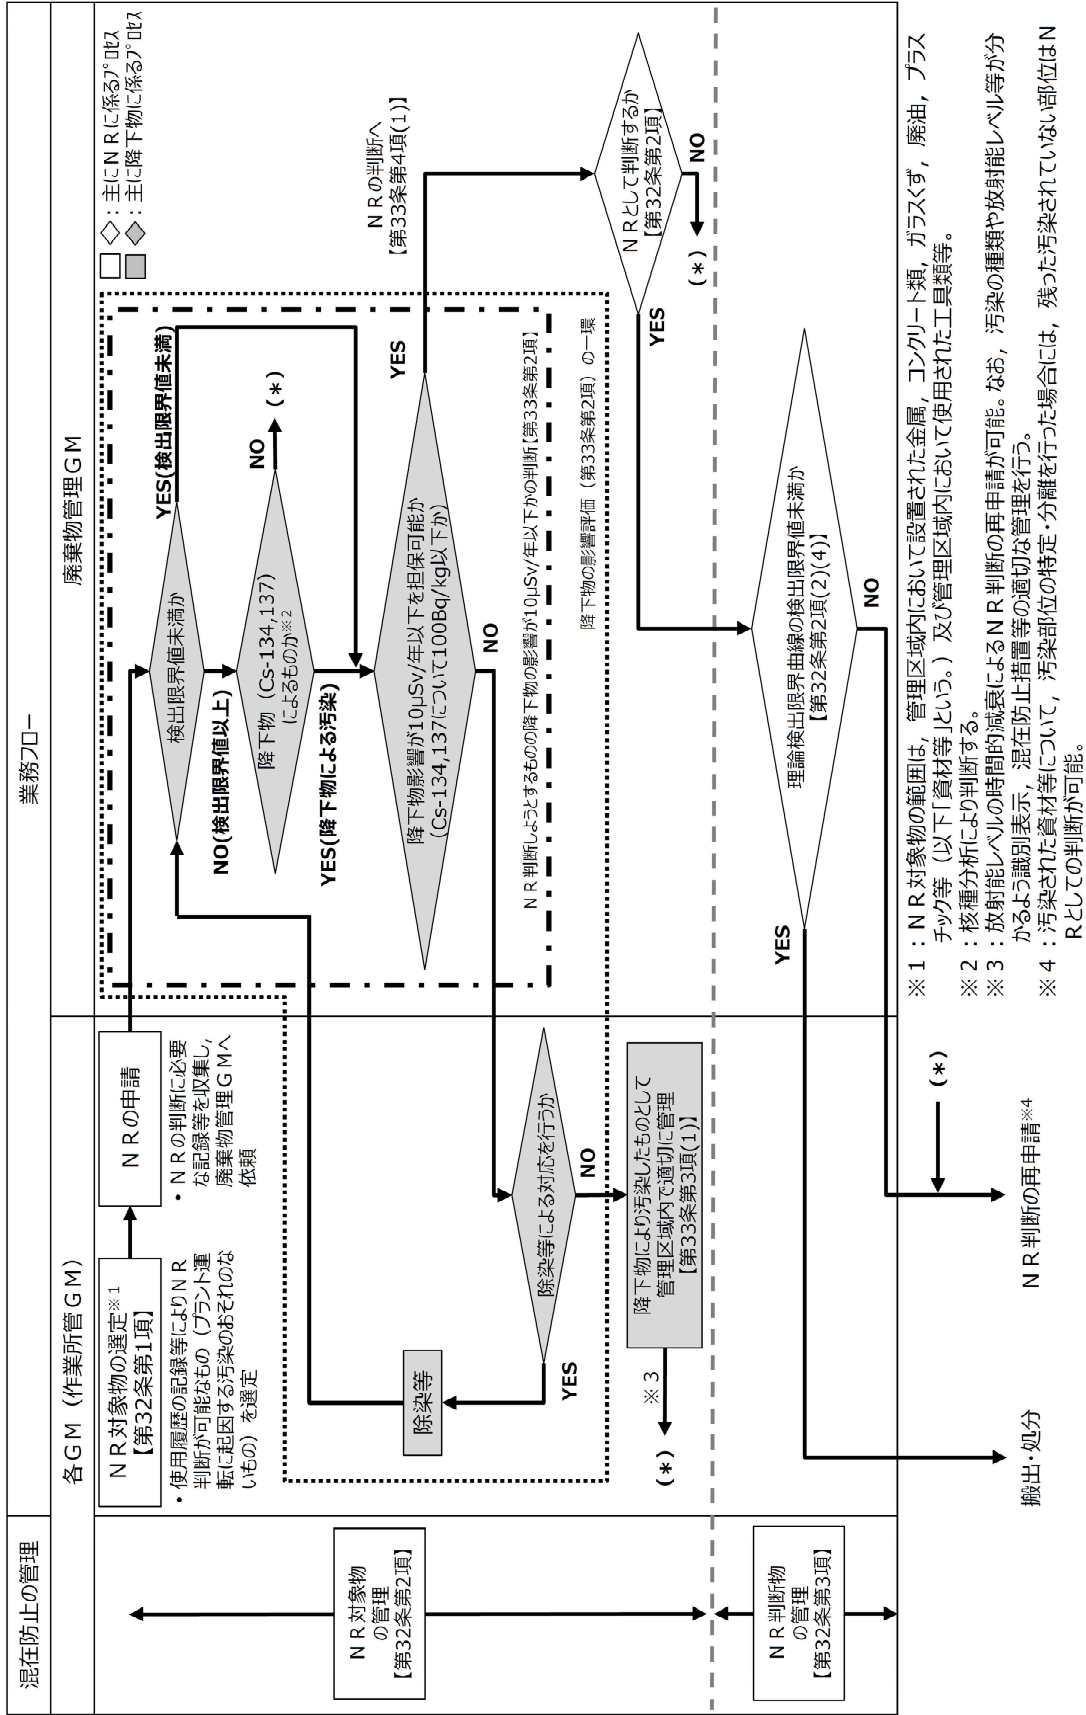 混在防止の管理
業務フロー
各ＧＭ（作業所管ＧＭ）
廃棄物管理ＧＭ
□◇：主にＮＲに係るﾌﾟﾛｾｽ
■◆：主に降下物に係るﾌﾟﾛｾｽ
ＮＲ対象物の選定※１
【第32条第1項】
・使用履歴の記録等によりＮＲ
判断が可能なもの（プラント運
転に起因する汚染のおそれのな
いもの）を選定
ＮＲの申請
・ＮＲの判断に必要
な記録等を収集し，
廃棄物管理ＧＭへ
依頼
検出限界値未満か
YES(検出限界値未満)
NO(検出限界値以上)
降下物（Cs-134,137）
によるものか※２
NO
(*)
YES(降下物による汚染)
降下物影響が10μSv/年以下を担保可能か
（Cs-134,137について100Bq/kg以下か）
YES
NO
ＮＲの判断へ
【第33条第4項(1)】
ＮＲ判断しようとするものの降下物の影響が10μSv/年以下かの判断【第33条第2項】
降下物の影響評価（第33条第2項）の一環
除染等
除染等による対応を行うか
YES
NO
降下物により汚染したものとして
管理区域内で適切に管理
【第33条第3項(1)】
※３
(*)
ＮＲとして判断するか
【第32条第2項】
YES
NO
(*)
ＮＲ対象物
の管理
【第32条第2項】
ＮＲ判断物
の管理
【第32条第3項】
理論検出限界曲線の検出限界値未満か
【第32条第2項(2)(4)】
YES
NO
(*)
搬出・処分
ＮＲ判断の再申請※４
※１：ＮＲ対象物の範囲は，管理区域内において設置された金属，コンクリート類，ガラスくず，廃油，プラス
チック等（以下「資材等」という。）及び管理区域内において使用された工具類等。
※２：核種分析により判断する。
※３：放射能レベルの時間的減衰によるＮＲ判断の再申請が可能。なお，汚染の種類や放射能レベル等が分
かるよう識別表示，混在防止措置等の適切な管理を行う。
※４：汚染された資材等について，汚染部位の特定・分離を行った場合には，残った汚染されていない部位はＮ
Ｒとしての判断が可能。